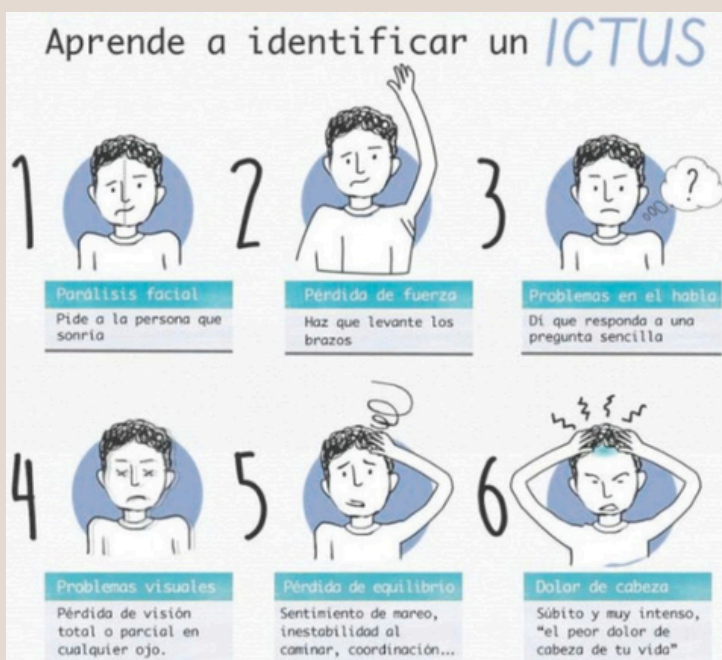 Aprende a identificar un ICTUS
1
2
3
?
Parálisis facial
Pide a la persona que
sonría
Pérdida de fuerza
Haz que levante los
brazos
Problemas en el habla
Di que responda a una
pregunta sencilla
4
5
6
Problemas visuales
Pérdida de visión
total o parcial en
cualquier ojo.
Pérdida de equilibrio
Sentimiento de mareo,
inestabilidad al
caminar, coordinación...
Dolor de cabeza
Súbito y muy intenso,
"el peor dolor de
cabeza de tu vida"